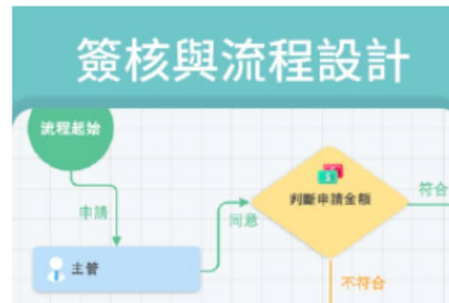 簽核與流程設計
流程起始
申請
主管
同意
判斷申請金額
符合
不符合